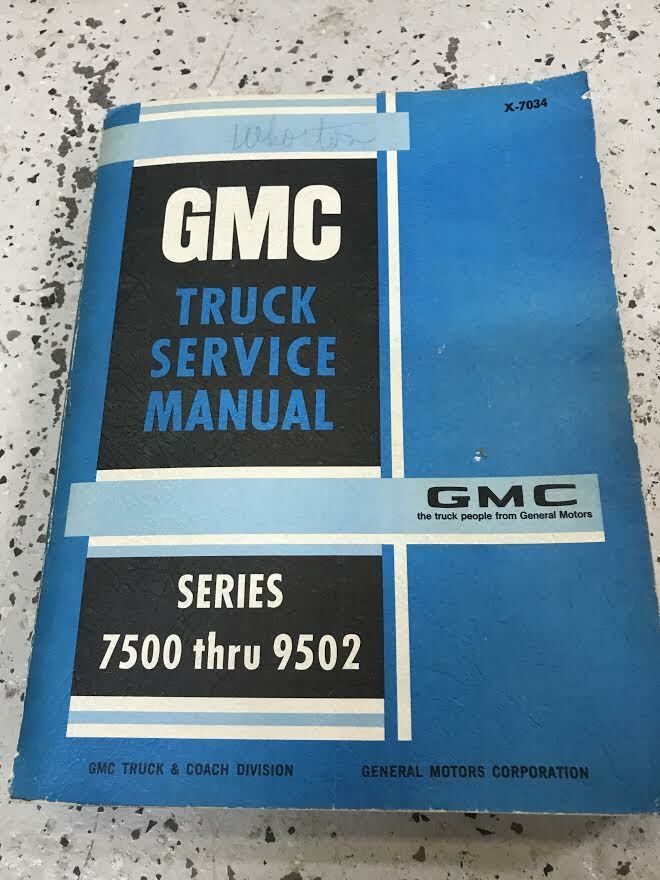 X-7034
GMC
TRUCK
SERVICE
MANUAL
GMC
the truck people from General Motors
SERIES
7500 thru 9502
GMC TRUCK & COACH DIVISION GENERAL MOTORS CORPORATION